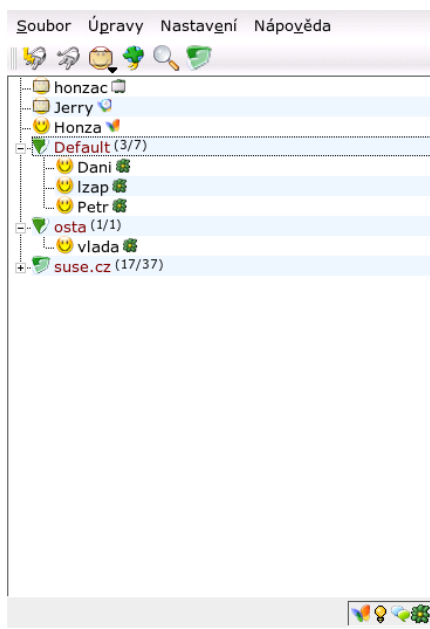 Soubor Úpravy Nastavení Nápověda
honzac
Jerry
Honza
Default (3/7)
Dani
lzap
Petr
osta (1/1)
vlada
suse.cz (17/37)